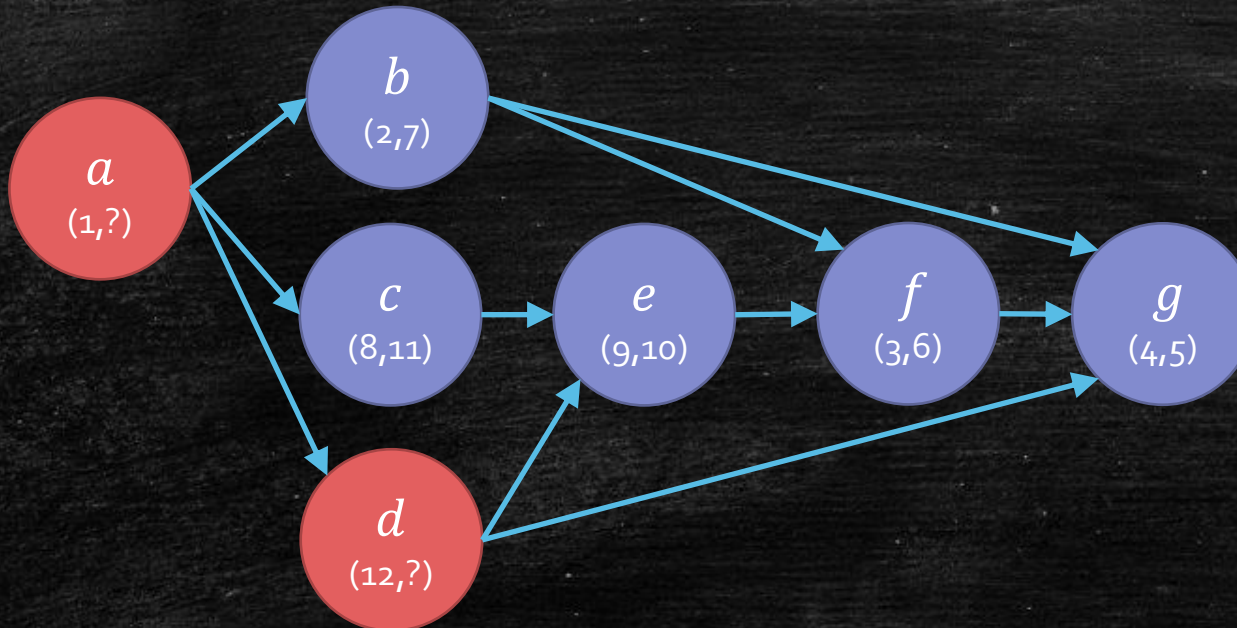 a
(1,?)
b
(2,7)
c
(8,11)
d
(12,?)
e
(9,10)
f
(3,6)
g
(4,5)